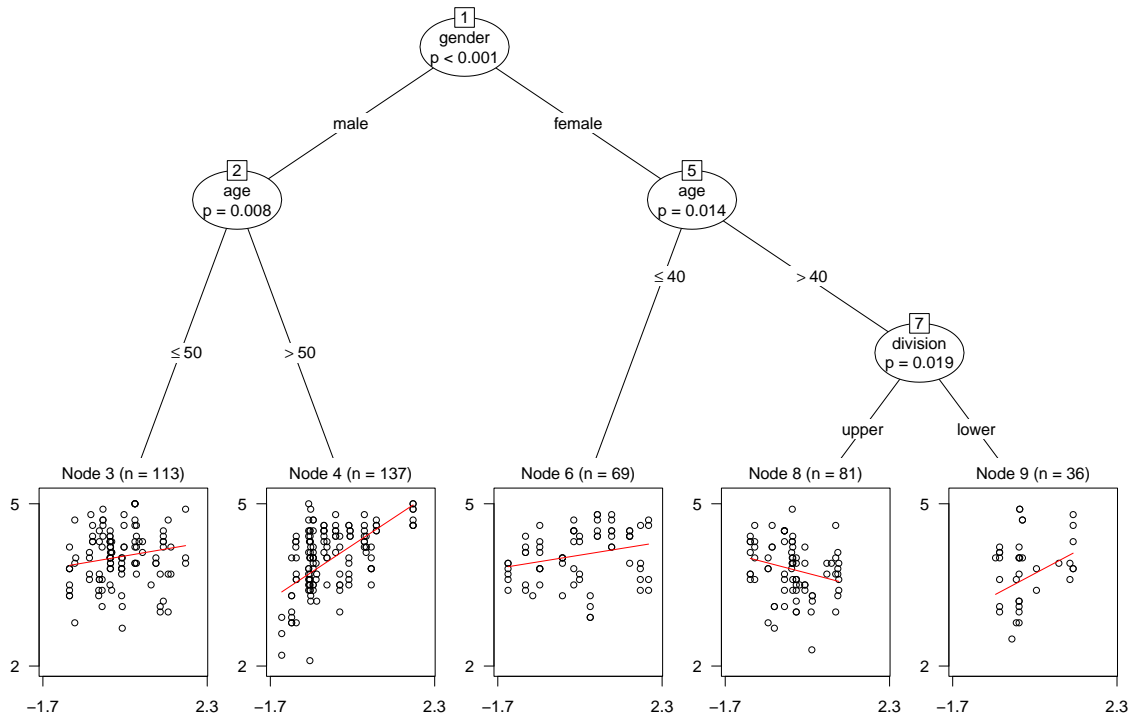 1
gender
p < 0.001
male
female
2
age
p = 0.008
5
age
p = 0.014
≤ 40
> 40
7
division
p = 0.019
≤ 50
> 50
upper
lower
Node 3 (n = 113)
Node 4 (n = 137)
Node 6 (n = 69)
Node 8 (n = 81)
Node 9 (n = 36)
5
5
5
5
5
2
2
2
2
2
−1.7
2.3
−1.7
2.3
−1.7
2.3
−1.7
2.3
−1.7
2.3